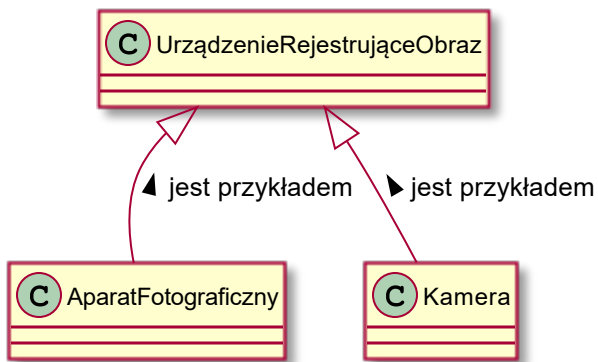 C UrządzenieRejestrująceObraz
jest przykładem jest przykładem
C AparatFotograficzny
C Kamera